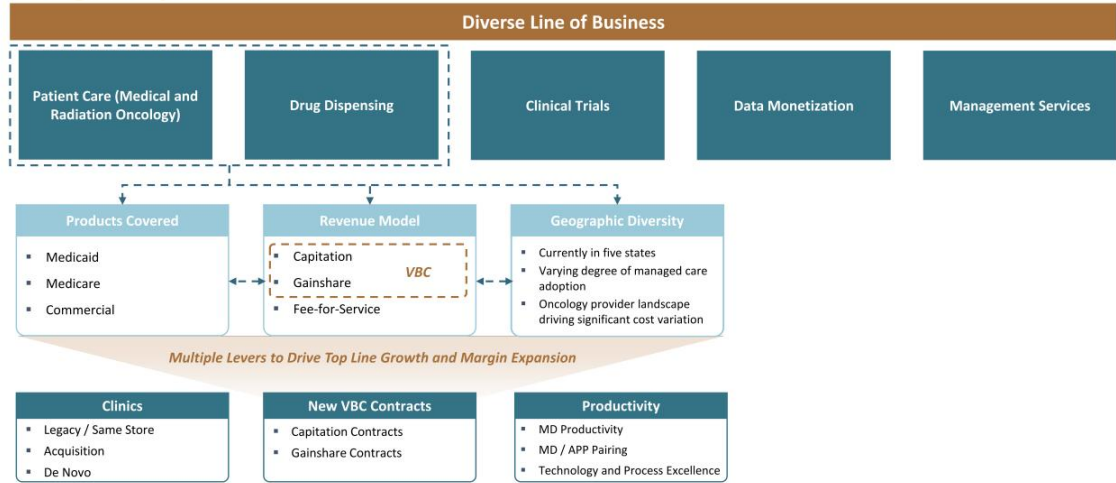 Diverse Line of Business
Patient Care (Medical and
Radiation Oncology)
Drug Dispensing
Clinical Trials
Data Monetization
Management Services
Products Covered
▪ Medicaid
▪ Medicare
▪ Commercial
Revenue Model
▪ Capitation
▪ Gainshare
VBC
▪ Fee-for-Service
Geographic Diversity
▪ Currently in five states
▪ Varying degree of managed care
adoption
▪ Oncology provider landscape
driving significant cost variation
Multiple Levers to Drive Top Line Growth and Margin Expansion
Clinics
▪ Legacy / Same Store
▪ Acquisition
▪ De Novo
New VBC Contracts
▪ Capitation Contracts
▪ Gainshare Contracts
Productivity
▪ MD Productivity
▪ MD / APP Pairing
▪ Technology and Process Excellence